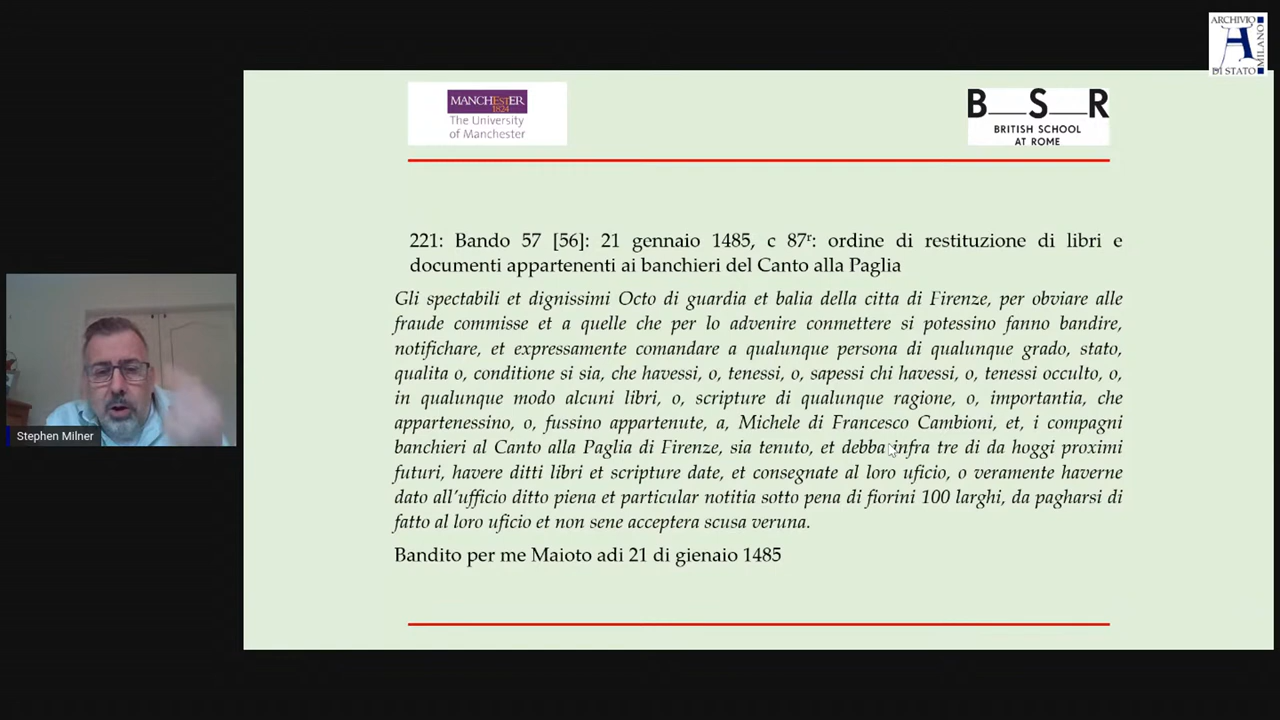 ARCHIVIO
DI STATO
MILANO
MANCHESTER
1824
The University
of Manchester
B__S__R
BRITISH SCHOOL
AT ROME
221: Bando 57 [56]: 21 gennaio 1485, c 87ʳ: ordine di restituzione di libri e
documenti appartenenti ai banchieri del Canto alla Paglia
Gli spectabili et dignissimi Octo di guardia et balia della citta di Firenze, per obviare alle
fraude commisse et a quelle che per lo advenire conmettere si potessino fanno bandire,
notifichare, et expressamente comandare a qualunque persona di qualunque grado, stato,
qualita o, conditione si sia, che havessi, o, tenessi, o, sapessi chi havessi, o, tenessi occulto, o,
in qualunque modo alcuni libri, o, scripture di qualunque ragione, o, importantia, che
appartenessino, o, fussino appartenute, a, Michele di Francesco Cambioni, et, i compagni
banchieri al Canto alla Paglia di Firenze, sia tenuto, et debba infra tre di da hoggi proximi
futuri, havere ditti libri et scripture date, et consegnate al loro uficio, o veramente haverne
dato all'ufficio ditto piena et particular notitia sotto pena di fiorini 100 larghi, da pagharsi di
fatto al loro uficio et non sene acceptera scusa veruna.
Bandito per me Maioto adi 21 di gienaio 1485
Stephen Milner